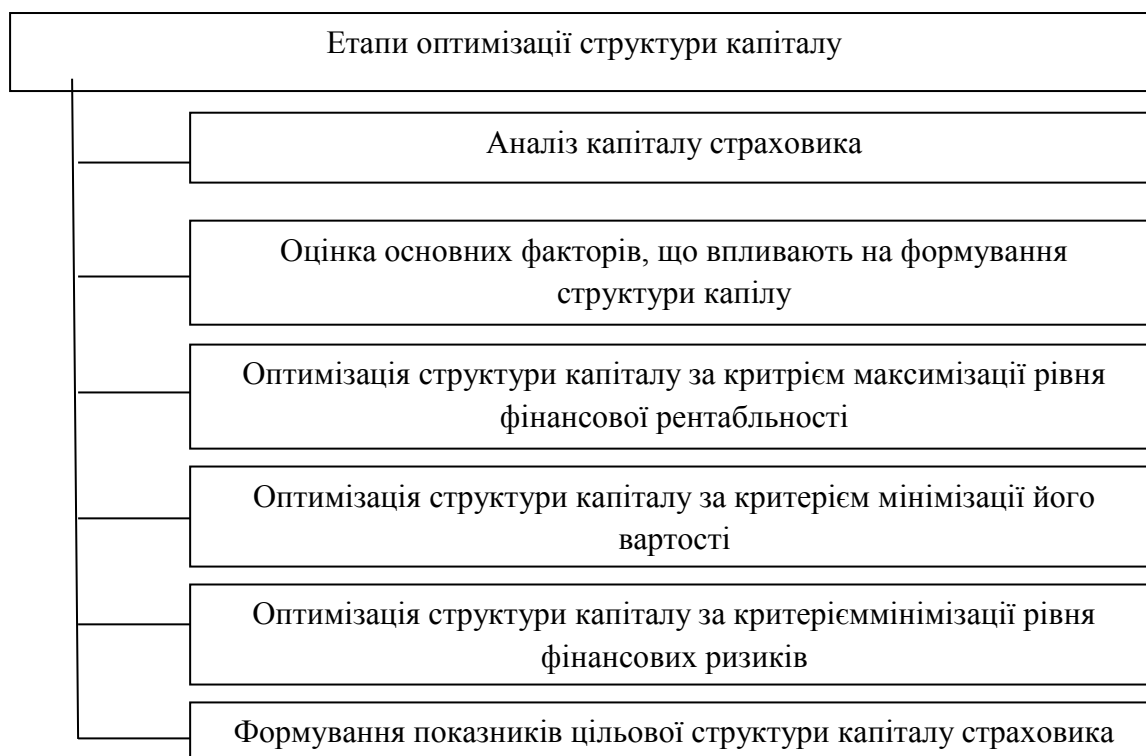 Етапи оптимізації структури капіталу
Аналіз капіталу страховика
Оцінка основних факторів, що впливають на формування
структури капілу
Оптимізація структури капіталу за критрієм максимізації рівня
фінансової рентабльності
Оптимізація структури капіталу за критерієм мінімізації його
вартості
Оптимізація структури капіталу за критерієммінімізації рівня
фінансових ризиків
Формування показників цільової структури капіталу страховика